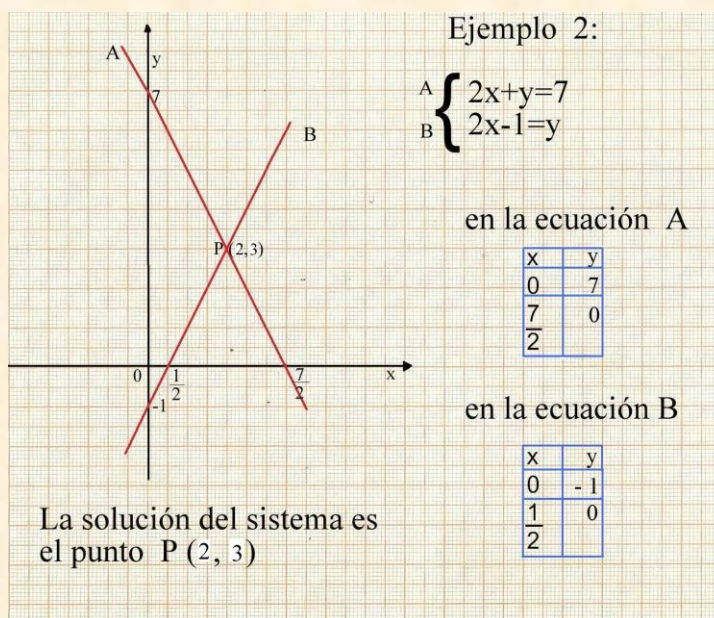 Ejemplo 2:
A { 2x+y=7
B 2x-1=y
A
y
7
B
P (2,3)
0
1/2
7/2
x
-1
en la ecuación A
x y
0 7
7/2 0
en la ecuación B
x y
0 - 1
1/2 0
La solución del sistema es
el punto P (2, 3)